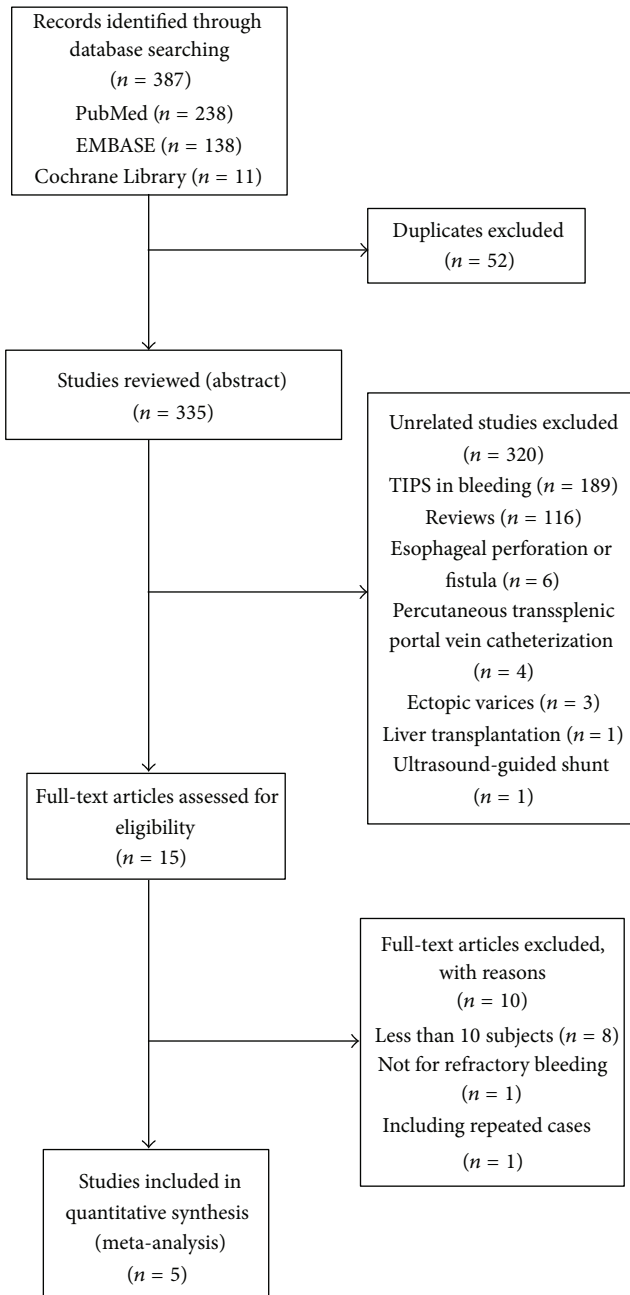 Records identified through
database searching
(n = 387)
PubMed (n = 238)
EMBASE (n = 138)
Cochrane Library (n = 11)
Duplicates excluded
(n = 52)
Studies reviewed (abstract)
(n = 335)
Unrelated studies excluded
(n = 320)
TIPS in bleeding (n = 189)
Reviews (n = 116)
Esophageal perforation or
fistula (n = 6)
Percutaneous transsplenic
portal vein catheterization
(n = 4)
Ectopic varices (n = 3)
Liver transplantation (n = 1)
Ultrasound-guided shunt
(n = 1)
Full-text articles assessed for
eligibility
(n = 15)
Full-text articles excluded,
with reasons
(n = 10)
Less than 10 subjects (n = 8)
Not for refractory bleeding
(n = 1)
Including repeated cases
(n = 1)
Studies included in
quantitative synthesis
(meta-analysis)
(n = 5)